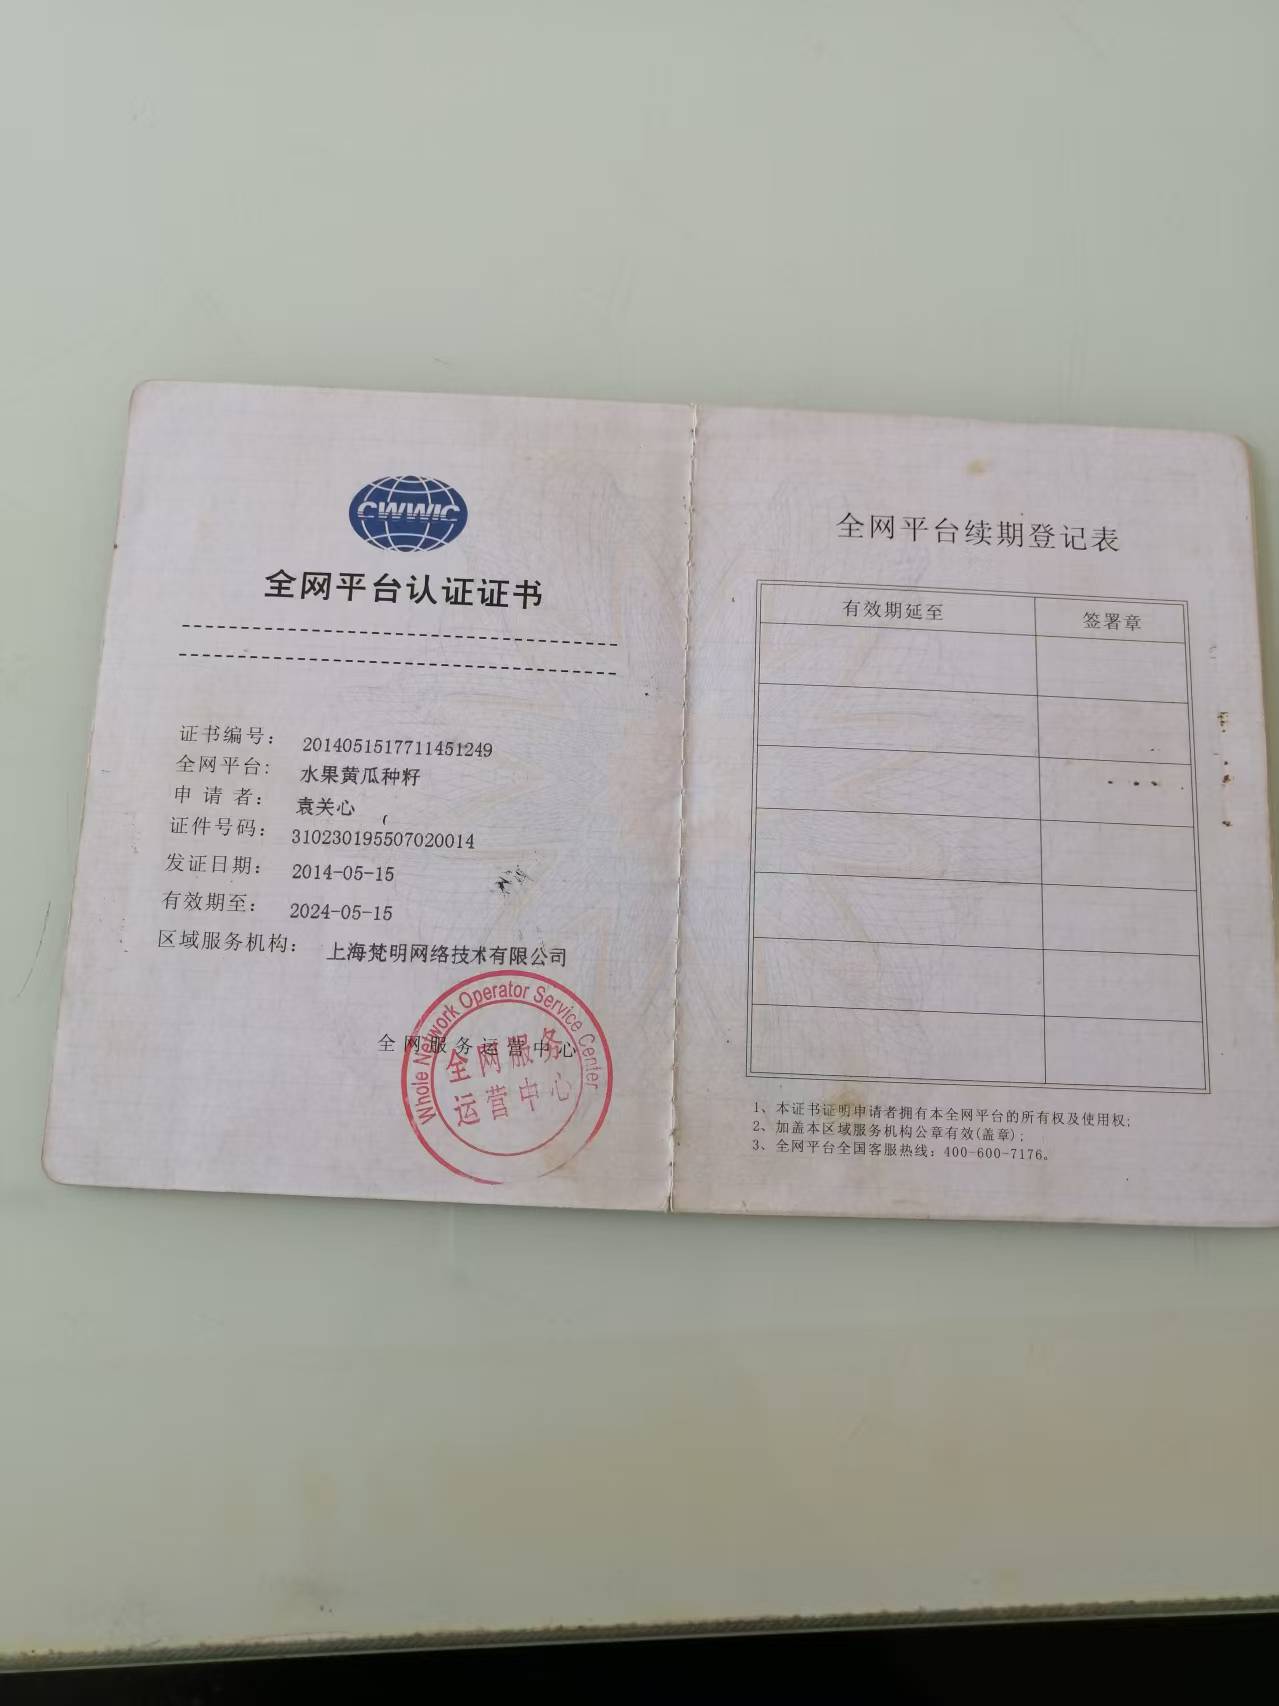 CWWIC
全网平台认证证书
证书编号： 2014051517711451249
全网平台： 水果黄瓜种籽
申请者： 袁关心
证件号码： 310230195507020014
发证日期： 2014-05-15
有效期至： 2024-05-15
区域服务机构： 上海梵明网络技术有限公司
全网服务运营中心
Whole Network Operator Service Center
全网服务
运营中心
全网平台续期登记表
有效期延至 签署章
1、本证书证明申请者拥有本全网平台的所有权及使用权;
2、加盖本区域服务机构公章有效(盖章);
3、全网平台全国客服热线: 400-600-7176。